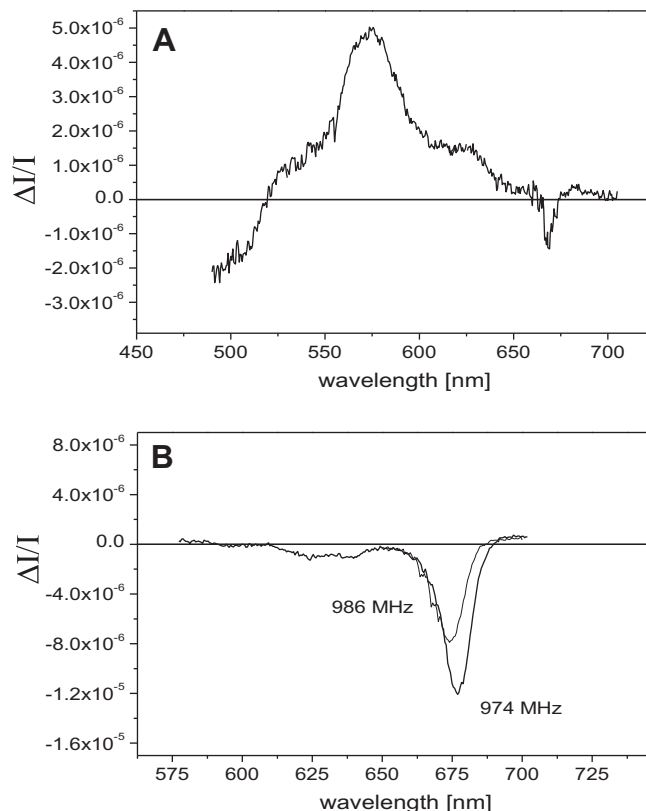 A
5.0x10⁻⁶
4.0x10⁻⁶
3.0x10⁻⁶
2.0x10⁻⁶
1.0x10⁻⁶
0.0
-1.0x10⁻⁶
-2.0x10⁻⁶
-3.0x10⁻⁶
ΔI/I
450 500 550 600 650 700
wavelength [nm]
B
8.0x10⁻⁶
4.0x10⁻⁶
0.0
-4.0x10⁻⁶
-8.0x10⁻⁶
-1.2x10⁻⁵
-1.6x10⁻⁵
ΔI/I
986 MHz
974 MHz
575 600 625 650 675 700 725
wavelength [nm]